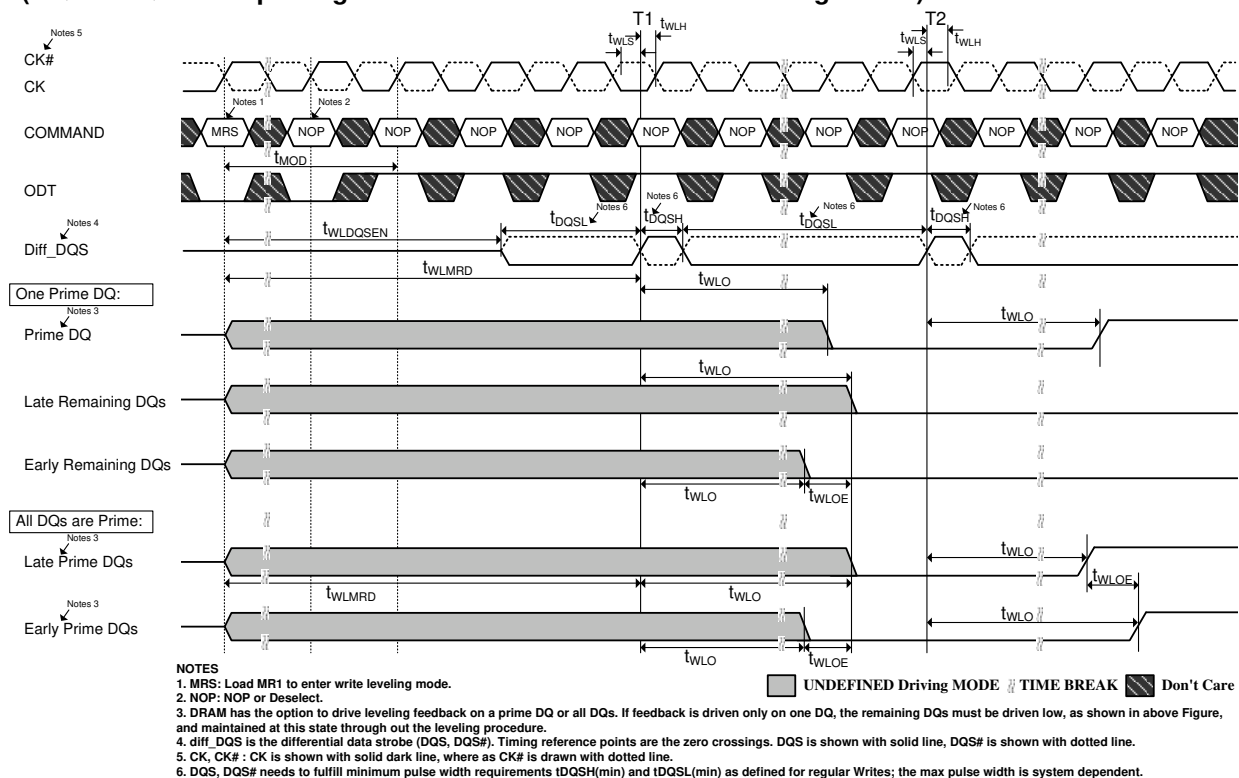 T1
T2
tWLS
tWLH
tWLS
tWLH
Notes 5
CK#
CK
Notes 1
Notes 2
COMMAND
MRS NOP NOP NOP NOP NOP NOP NOP NOP NOP NOP NOP
tMOD
ODT
Notes 6
Notes 6
Notes 6
Notes 6
tDQSL
tDQSH
tDQSL
tDQSH
Notes 4
Diff_DQS
tWLDQSEN
tWLMRD
tWLO
One Prime DQ:
Notes 3
Prime DQ
tWLO
tWLO
Late Remaining DQs
Early Remaining DQs
tWLO
tWLOE
All DQs are Prime:
Notes 3
Late Prime DQs
tWLO
tWLMRD
tWLO
tWLOE
Notes 3
Early Prime DQs
tWLO
tWLO
tWLOE
NOTES
1. MRS: Load MR1 to enter write leveling mode.
2. NOP: NOP or Deselect.
UNDEFINED Driving MODE TIME BREAK Don't Care
3. DRAM has the option to drive leveling feedback on a prime DQ or all DQs. If feedback is driven only on one DQ, the remaining DQs must be driven low, as shown in above Figure,
and maintained at this state through out the leveling procedure.
4. diff_DQS is the differential data strobe (DQS, DQS#). Timing reference points are the zero crossings. DQS is shown with solid line, DQS# is shown with dotted line.
5. CK, CK# : CK is shown with solid dark line, where as CK# is drawn with dotted line.
6. DQS, DQS# needs to fulfill minimum pulse width requirements tDQSH(min) and tDQSL(min) as defined for regular Writes; the max pulse width is system dependent.